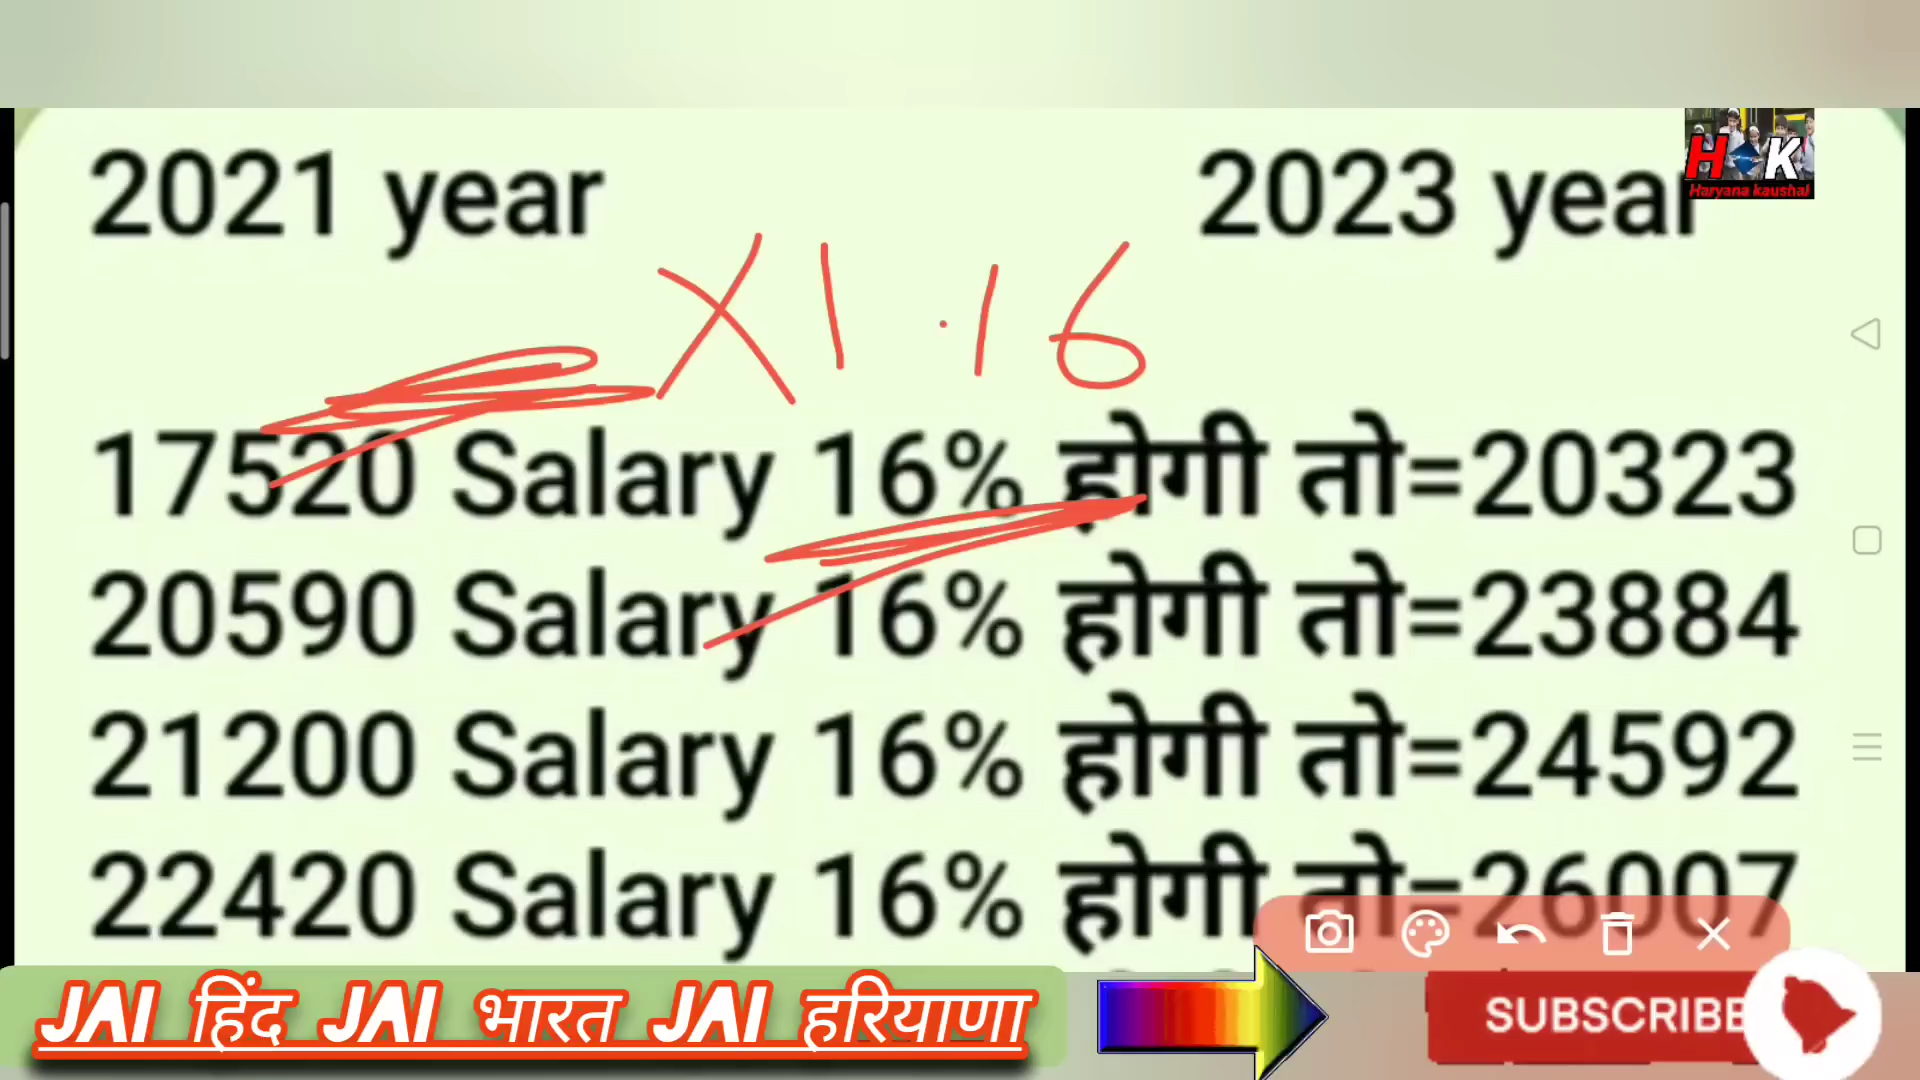 2021 year 2023 year
H K
Haryana kaushal
X1.16
17520 Salary 16% होगी तो=20323
20590 Salary 16% होगी तो=23884
21200 Salary 16% होगी तो=24592
22420 Salary 16% होगी तो=26007
JAI हिंद JAI भारत JAI हरियाणा
SUBSCRIBE